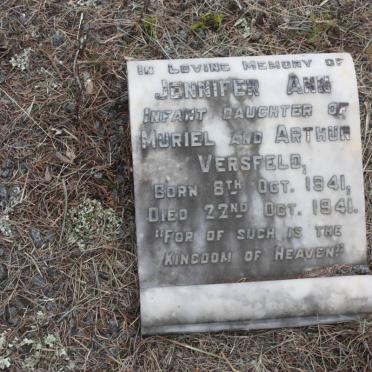 In Loving Memory of
Jennifer Ann
Infant Daughter of
Muriel and Arthur
Versfeld,
Born 8th Oct. 1941,
Died 22nd Oct. 1941.
"For of such is the
Kingdom of Heaven"